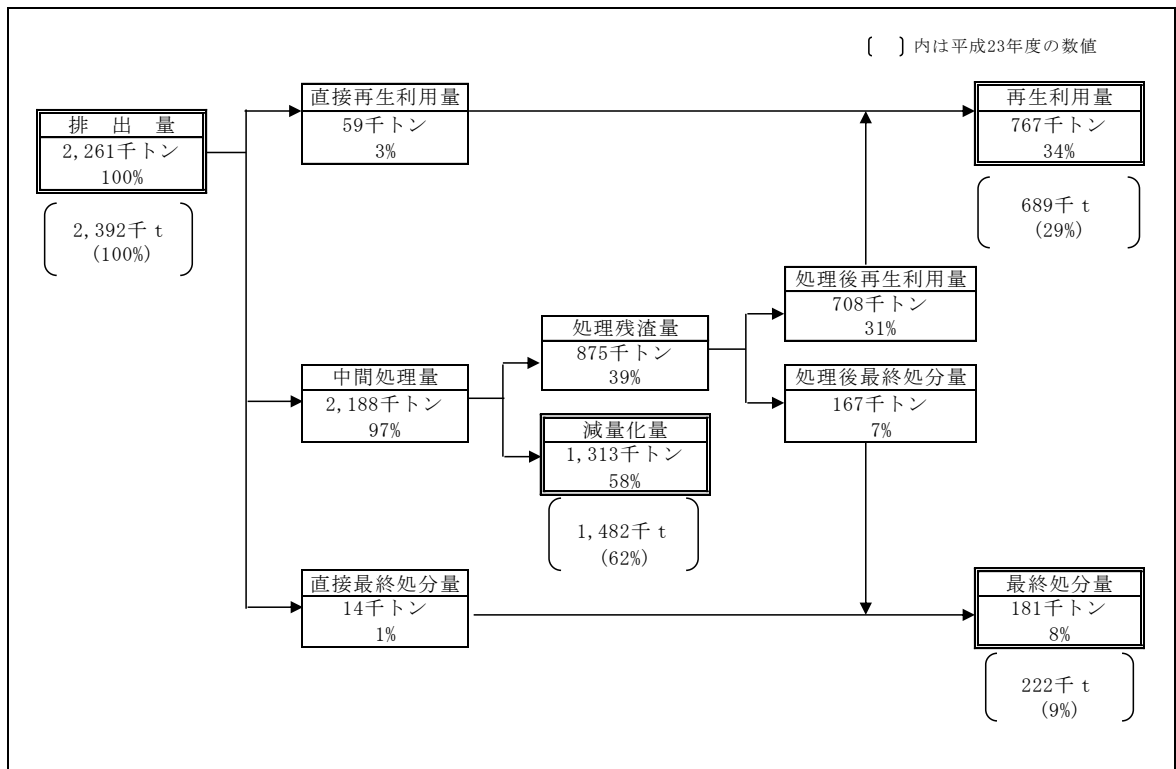 〔　〕内は平成23年度の数値
排　出　量
2,261千トン
100%
2,392千ｔ
(100%)
直接再生利用量
59千トン
3%
再生利用量
767千トン
34%
689千ｔ
(29%)
中間処理量
2,188千トン
97%
処理残渣量
875千トン
39%
減量化量
1,313千トン
58%
1,482千ｔ
(62%)
処理後再生利用量
708千トン
31%
処理後最終処分量
167千トン
7%
直接最終処分量
14千トン
1%
最終処分量
181千トン
8%
222千ｔ
(9%)